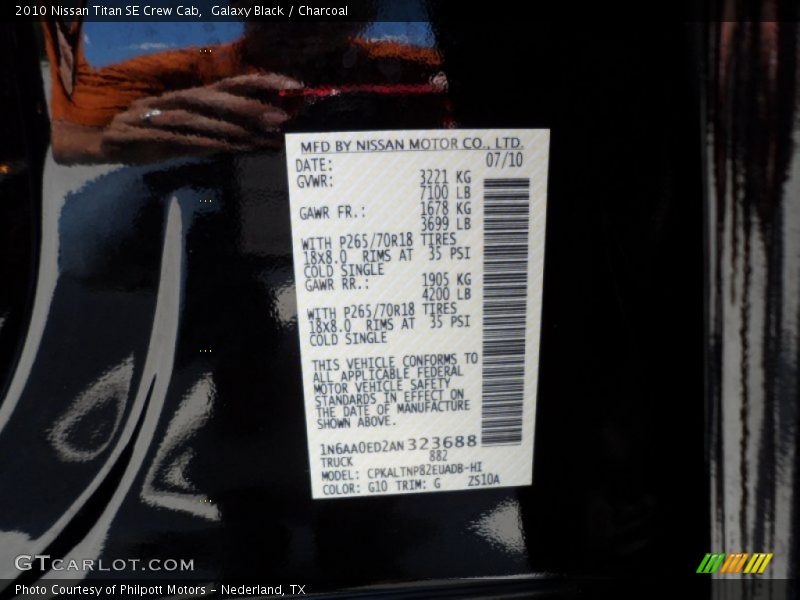 2010 Nissan Titan SE Crew Cab, Galaxy Black / Charcoal
MFD BY NISSAN MOTOR CO., LTD.
DATE: 07/10
GVWR: 3221 KG
7100 LB
GAWR FR.: 1678 KG
3699 LB
WITH P265/70R18 TIRES
18X8.0 RIMS AT 35 PSI
COLD SINGLE
GAWR RR.: 1905 KG
4200 LB
WITH P265/70R18 TIRES
18X8.0 RIMS AT 35 PSI
COLD SINGLE
THIS VEHICLE CONFORMS TO
ALL APPLICABLE FEDERAL
MOTOR VEHICLE SAFETY
STANDARDS IN EFFECT ON
THE DATE OF MANUFACTURE
SHOWN ABOVE.
1N6AA0ED2AN323688
TRUCK 882
MODEL: CPKALTNP82EUADB-HI
COLOR: G10 TRIM: G ZS10A
GTCARLOT.COM
Photo Courtesy of Philpott Motors - Nederland, TX